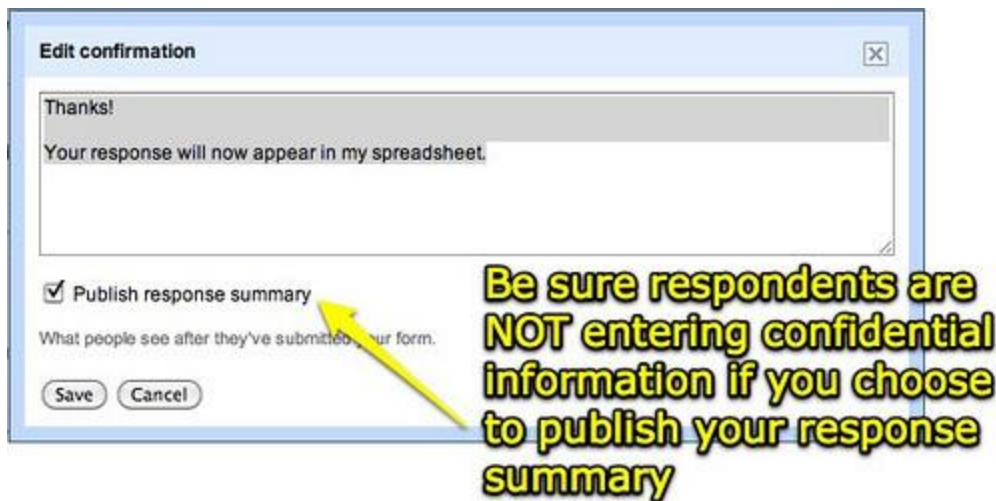 Edit confirmation
Thanks!
Your response will now appear in my spreadsheet.
Publish response summary
What people see after they've submitted your form.
Save Cancel
Be sure respondents are
NOT entering confidential
information if you choose
to publish your response
summary